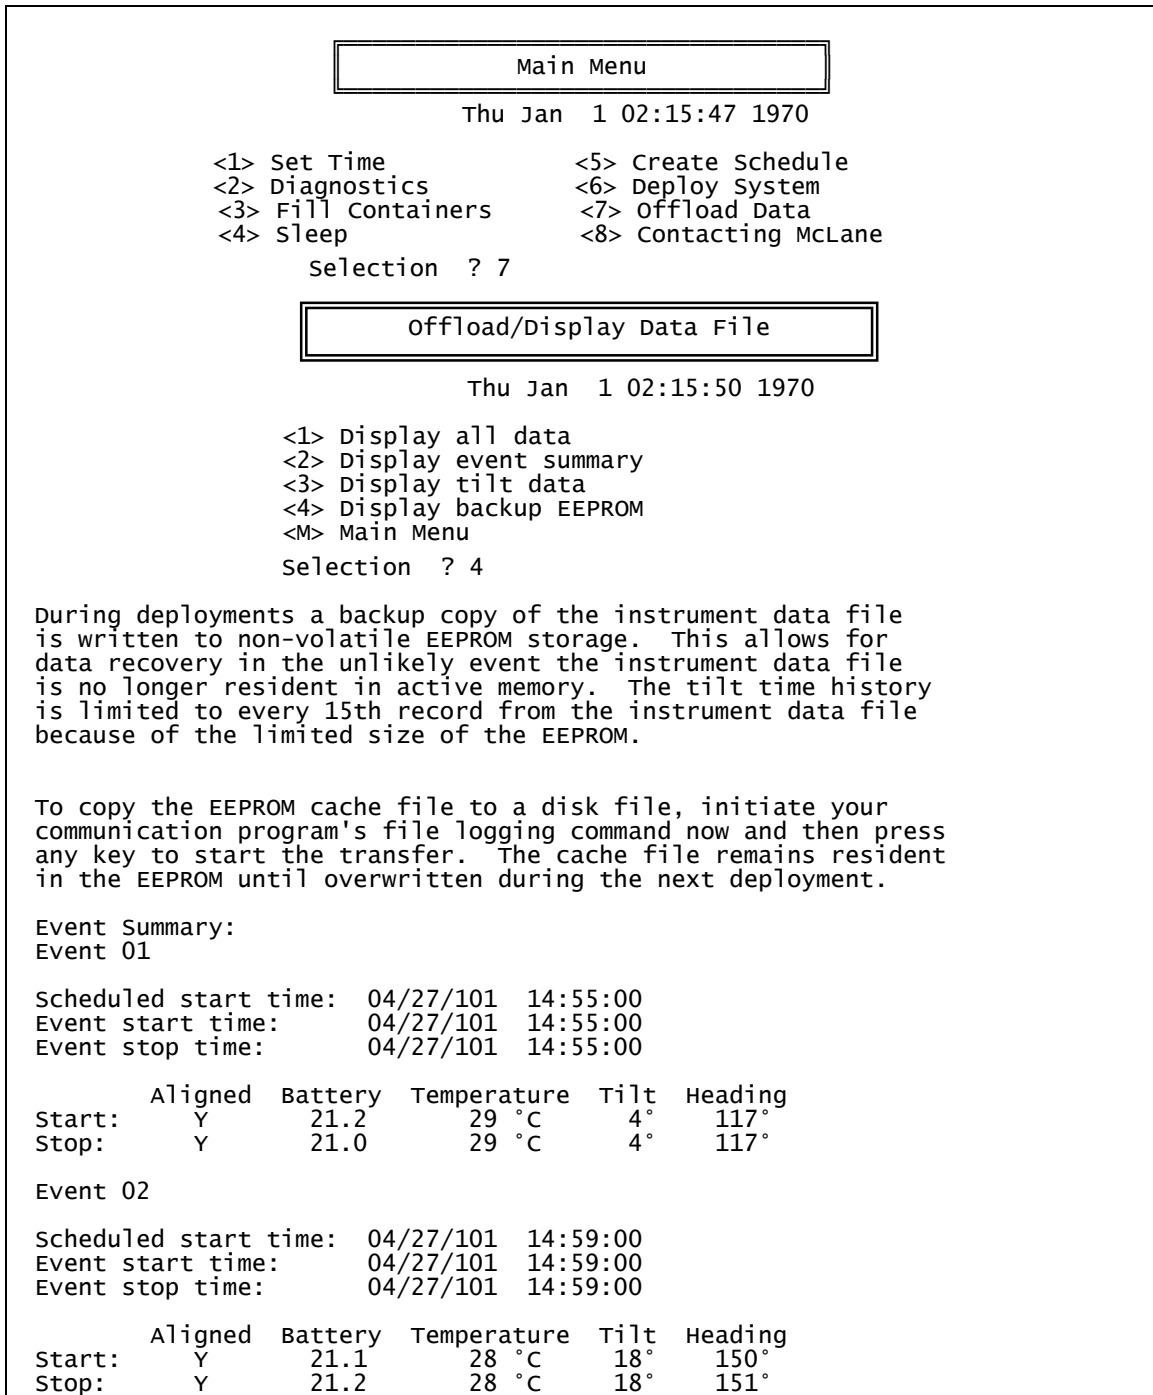 Main Menu
Thu Jan  1 02:15:47 1970
<1> Set Time <5> Create Schedule
<2> Diagnostics <6> Deploy System
<3> Fill Containers <7> Offload Data
<4> Sleep <8> Contacting McLane
Selection  ? 7
Offload/Display Data File
Thu Jan  1 02:15:50 1970
<1> Display all data
<2> Display event summary
<3> Display tilt data
<4> Display backup EEPROM
<M> Main Menu
Selection  ? 4
During deployments a backup copy of the instrument data file
is written to non-volatile EEPROM storage.  This allows for
data recovery in the unlikely event the instrument data file
is no longer resident in active memory.  The tilt time history
is limited to every 15th record from the instrument data file
because of the limited size of the EEPROM.
To copy the EEPROM cache file to a disk file, initiate your
communication program's file logging command now and then press
any key to start the transfer.  The cache file remains resident
in the EEPROM until overwritten during the next deployment.
Event Summary:
Event 01
Scheduled start time:  04/27/101  14:55:00
Event start time:      04/27/101  14:55:00
Event stop time:       04/27/101  14:55:00
Aligned  Battery  Temperature  Tilt  Heading
Start:     Y       21.2       29 °C      4°     117°
Stop:      Y       21.0       29 °C      4°     117°
Event 02
Scheduled start time:  04/27/101  14:59:00
Event start time:      04/27/101  14:59:00
Event stop time:       04/27/101  14:59:00
Aligned  Battery  Temperature  Tilt  Heading
Start:     Y       21.1       28 °C     18°     150°
Stop:      Y       21.2       28 °C     18°     151°